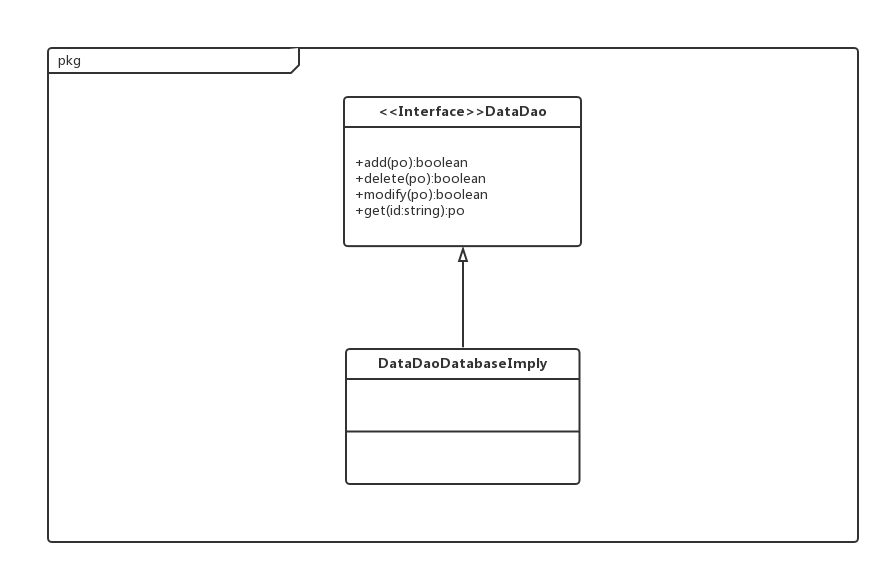 pkg
<<Interface>>DataDao
+add(po):boolean
+delete(po):boolean
+modify(po):boolean
+get(id:string):po
DataDaoDatabaseImply